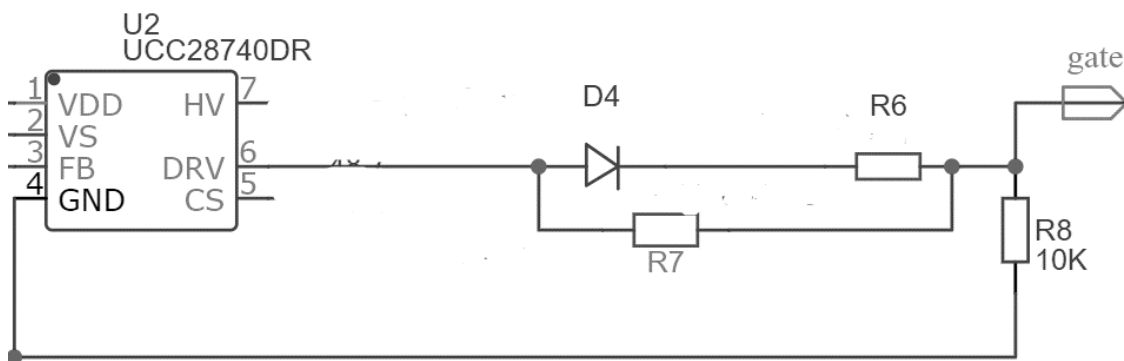 U2
UCC28740DR
1 VDD HV 7
2 VS
3 FB DRV 6
4 GND CS 5
D4
R6
R7
gate
R8
10K